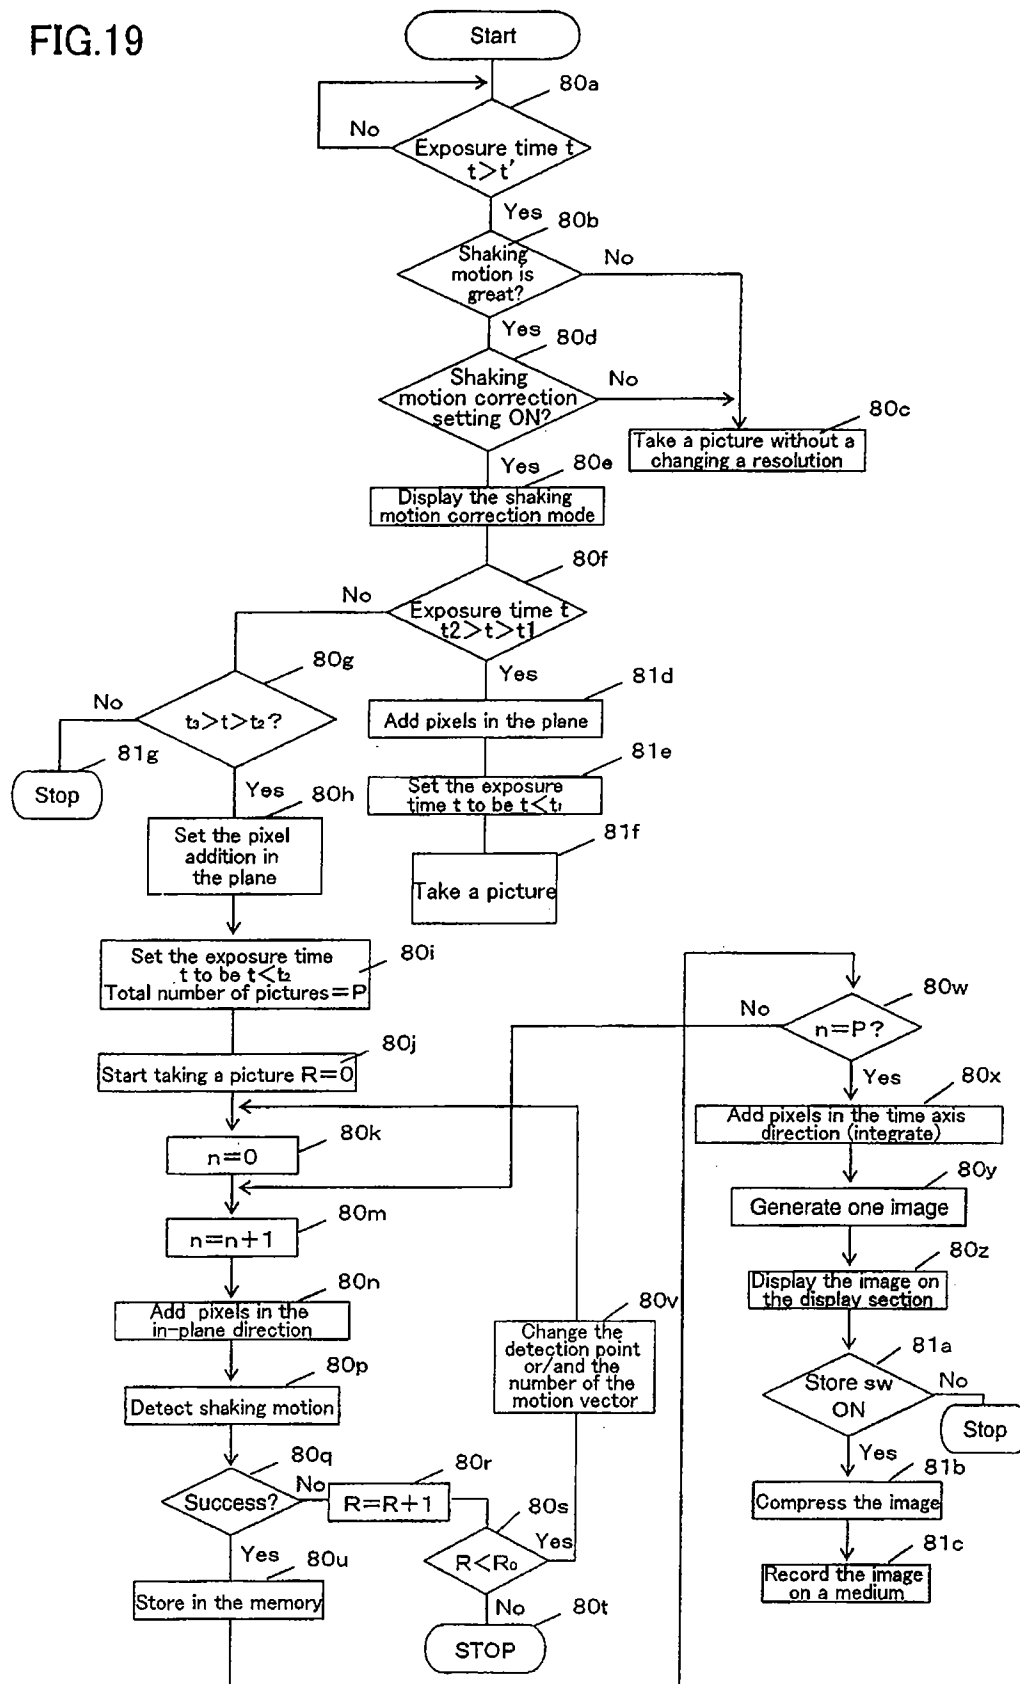 FIG.19
Start
80a
No
Exposure time t
t>t'
Yes
80b
Shaking
motion is
great?
No
Yes
80d
Shaking
motion correction
setting ON?
No
80c
Take a picture without a
changing a resolution
Yes
80e
Display the shaking
motion correction mode
80f
No
Exposure time t
t2>t>t1
80g
Yes
81d
No
t3>t>t2?
Add pixels in the plane
81g
81e
Stop
Yes
80h
Set the exposure
time t to be t<t1
81f
Set the pixel
addition in
the plane
Take a picture
Set the exposure time
t to be t<t2
Total number of pictures=P
80i
80w
No
n=P?
80j
Start taking a picture R=0
Yes
80x
Add pixels in the time axis
direction (integrate)
80k
n=0
80y
Generate one image
80m
n=n+1
80z
Display the image on
the display section
80n
Add pixels in the
in-plane direction
80v
Change the
detection point
or/and the
number of the
motion vector
81a
Store sw
ON
No
Stop
80p
Detect shaking motion
Yes
81b
Compress the image
80q
Success?
No
80r
R=R+1
80s
R<R0
Yes
81c
Record the image
on a medium
Yes
80u
Store in the memory
No
80t
STOP